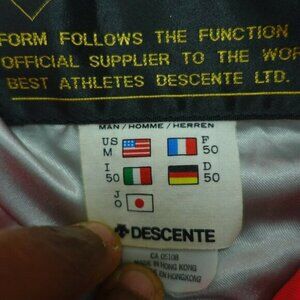 FORM FOLLOWS THE FUNCTION
OFFICIAL SUPPLIER TO THE WOR
BEST ATHLETES DESCENTE LTD.
MAN / HOMME / HERREN
US M F 50
I 50 D 50
J O
DESCENTE
MADE IN HONG KONG